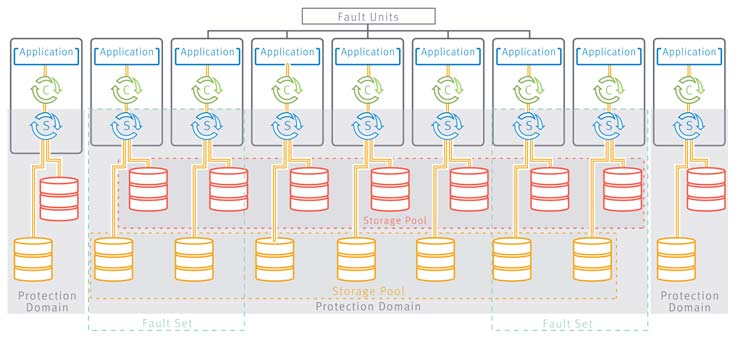 Fault Units
Application Application Application Application Application Application Application Application Application
C C C C C C C C C
S S S S S S S S S
Storage Pool
Storage Pool
Protection Domain
Protection Domain
Protection Domain
Fault Set
Fault Set